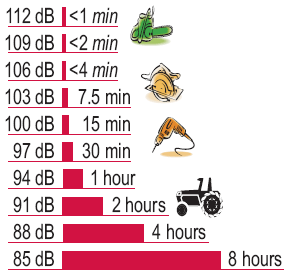 112 dB <1 min
109 dB <2 min
106 dB <4 min
103 dB 7.5 min
100 dB 15 min
97 dB 30 min
94 dB 1 hour
91 dB 2 hours
88 dB 4 hours
85 dB 8 hours